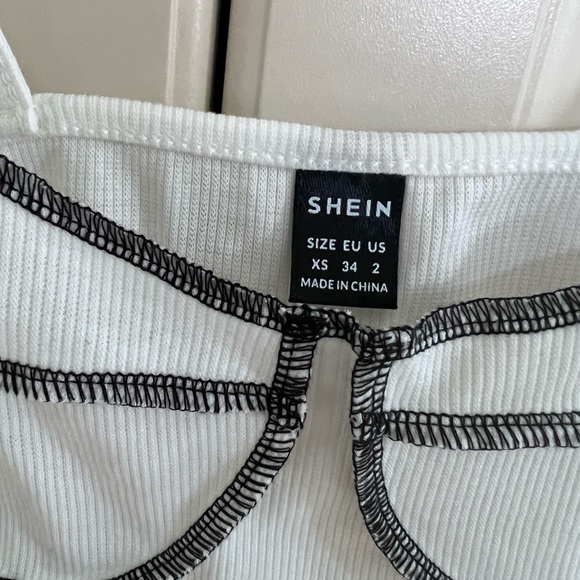 SHEIN
SIZE EU US
XS 34 2
MADE IN CHINA